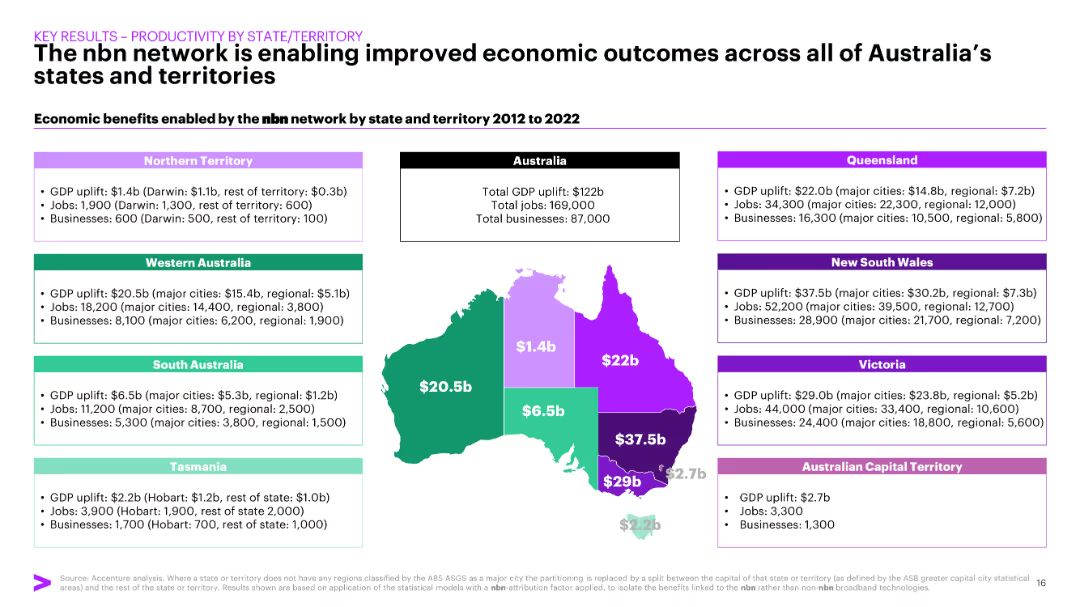 KEY RESULTS – PRODUCTIVITY BY STATE/TERRITORY
The nbn network is enabling improved economic outcomes across all of Australia's
states and territories
Economic benefits enabled by the nbn network by state and territory 2012 to 2022
Northern Territory
• GDP uplift: $1.4b (Darwin: $1.1b, rest of territory: $0.3b)
• Jobs: 1,900 (Darwin: 1,300, rest of territory: 600)
• Businesses: 600 (Darwin: 500, rest of territory: 100)
Australia
Total GDP uplift: $122b
Total jobs: 169,000
Total businesses: 87,000
Queensland
• GDP uplift: $22.0b (major cities: $14.8b, regional: $7.2b)
• Jobs: 34,300 (major cities: 22,300, regional: 12,000)
• Businesses: 16,300 (major cities: 10,500, regional: 5,800)
Western Australia
• GDP uplift: $20.5b (major cities: $15.4b, regional: $5.1b)
• Jobs: 18,200 (major cities: 14,400, regional: 3,800)
• Businesses: 8,100 (major cities: 6,200, regional: 1,900)
New South Wales
• GDP uplift: $37.5b (major cities: $30.2b, regional: $7.3b)
• Jobs: 52,200 (major cities: 39,500, regional: 12,700)
• Businesses: 28,900 (major cities: 21,700, regional: 7,200)
South Australia
• GDP uplift: $6.5b (major cities: $5.3b, regional: $1.2b)
• Jobs: 11,200 (major cities: 8,700, regional: 2,500)
• Businesses: 5,300 (major cities: 3,800, regional: 1,500)
Victoria
• GDP uplift: $29.0b (major cities: $23.8b, regional: $5.2b)
• Jobs: 44,000 (major cities: 33,400, regional: 10,600)
• Businesses: 24,400 (major cities: 18,800, regional: 5,600)
Tasmania
• GDP uplift: $2.2b (Hobart: $1.2b, rest of state: $1.0b)
• Jobs: 3,900 (Hobart: 1,900, rest of state 2,000)
• Businesses: 1,700 (Hobart: 700, rest of state: 1,000)
Australian Capital Territory
• GDP uplift: $2.7b
• Jobs: 3,300
• Businesses: 1,300
$1.4b
$22b
$20.5b
$6.5b
$37.5b
$2.7b
$29b
$2.2b
Source: Accenture analysis. Where a state or territory does not have any regions classified by the ABS ASGS as a major city the partitioning is replaced by a split between the capital of that state or territory (as defined by the ASB greater capital city statistical
areas) and the rest of the state or territory. Results shown are based on application of the statistical models with a nbn-attribution factor applied, to isolate the benefits linked to the nbn rather than non-nbn broadband technologies.
16